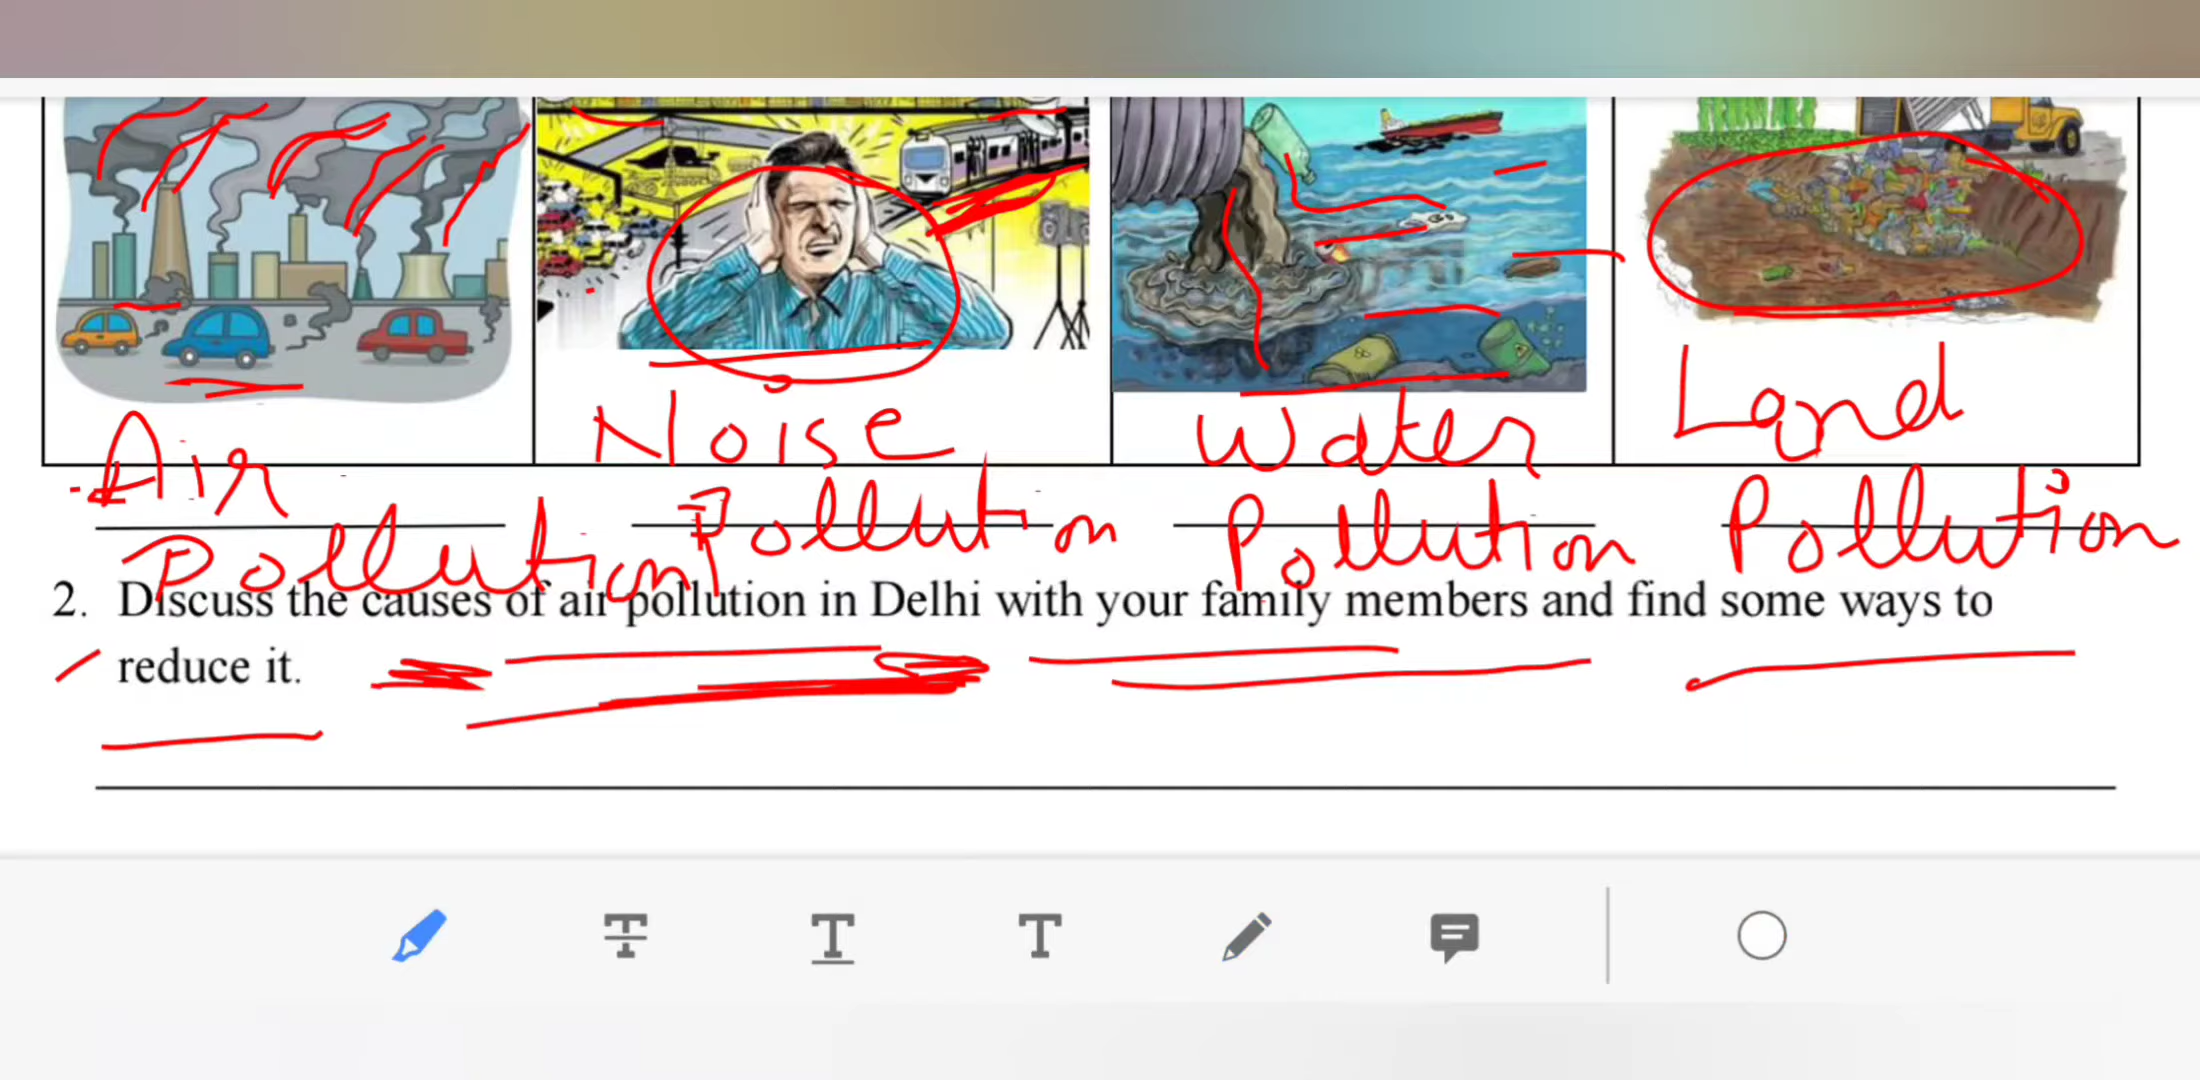 Air Noise Water Land
Pollution Pollution Pollution Pollution
2. Discuss the causes of air pollution in Delhi with your family members and find some ways to
reduce it.